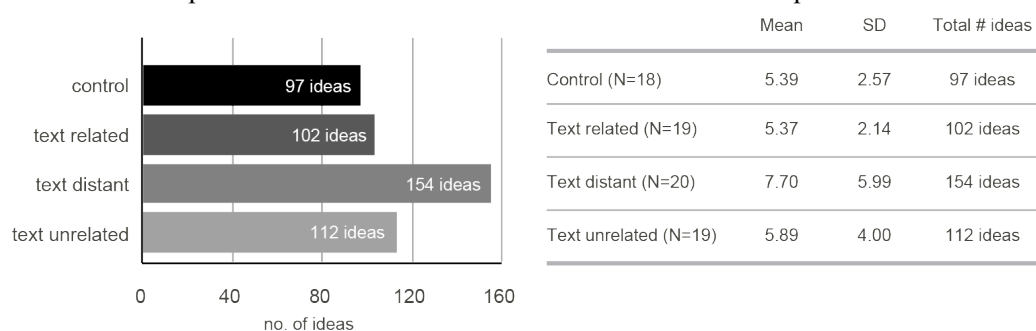 control
97 ideas
text related
102 ideas
text distant
154 ideas
text unrelated
112 ideas
0 40 80 120 160
no. of ideas
Mean SD Total # ideas
Control (N=18) 5.39 2.57 97 ideas
Text related (N=19) 5.37 2.14 102 ideas
Text distant (N=20) 7.70 5.99 154 ideas
Text unrelated (N=19) 5.89 4.00 112 ideas